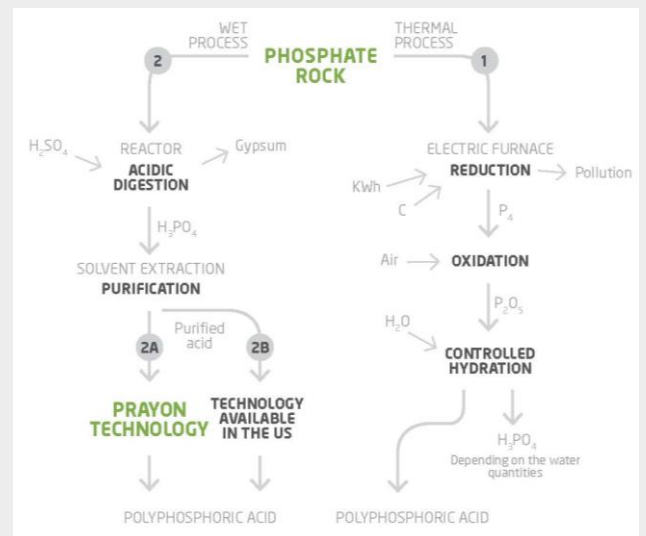 WET
PROCESS
THERMAL
PROCESS
PHOSPHATE
ROCK
2
1
H₂SO₄
REACTOR
ACIDIC
DIGESTION
Gypsum
H₃PO₄
SOLVENT EXTRACTION
PURIFICATION
Purified
acid
2A
2B
PRAYON
TECHNOLOGY
TECHNOLOGY
AVAILABLE
IN THE US
POLYPHOSPHORIC ACID
ELECTRIC FURNACE
REDUCTION
Pollution
KWh
C
P₄
Air
OXIDATION
P₂O₅
H₂O
CONTROLLED
HYDRATION
H₃PO₄
Depending on the water
quantities
POLYPHOSPHORIC ACID